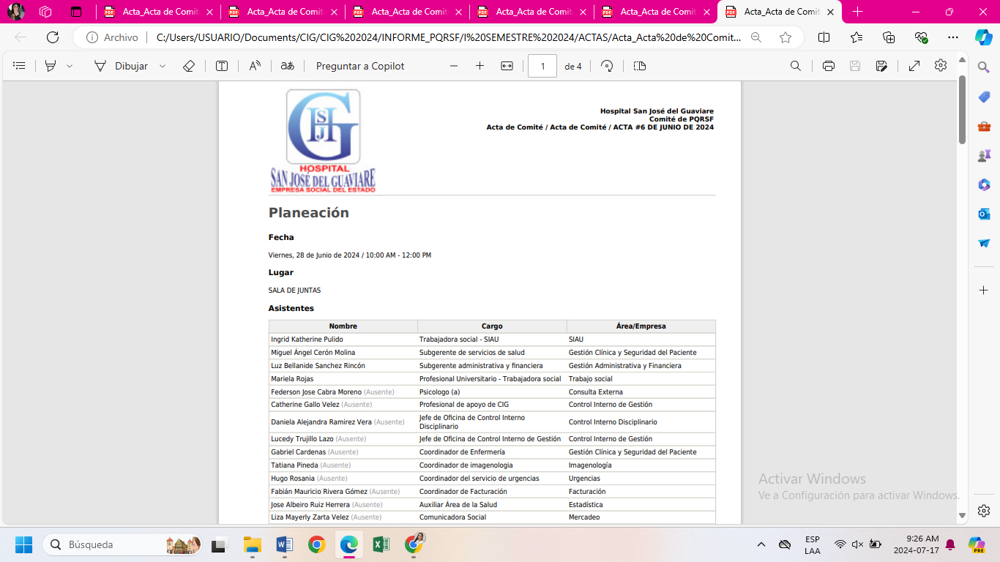 Acta_Acta de Comit
Acta_Acta de Comit
Acta_Acta de Comit
Acta_Acta de Comit
Acta_Acta de Comit
Acta_Acta de Comit
Archivo
C:/Users/USUARIO/Documents/CIG/CIG%202024/INFORME_PQRSF/I%20SEMESTRE%202024/ACTAS/Acta_Acta%20de%20Comit...
Dibujar
aあ
Preguntar a Copilot
1 de 4
HOSPITAL
SAN JOSÉ DEL GUAVIARE
EMPRESA SOCIAL DEL ESTADO
Hospital San José del Guaviare
Comité de PQRSF
Acta de Comité / Acta de Comité / ACTA #6 DE JUNIO DE 2024
Planeación
Fecha
Viernes, 28 de Junio de 2024 / 10:00 AM - 12:00 PM
Lugar
SALA DE JUNTAS
Asistentes
Nombre Cargo Área/Empresa
Ingrid Katherine Pulido Trabajadora social - SIAU SIAU
Miguel Ángel Cerón Molina Subgerente de servicios de salud Gestión Clínica y Seguridad del Paciente
Luz Bellanide Sanchez Rincón Subgerente administrativa y financiera Gestión Administrativa y Financiera
Mariela Rojas Profesional Universitario - Trabajadora social Trabajo social
Federson Jose Cabra Moreno (Ausente) Psicologo (a) Consulta Externa
Catherine Gallo Velez (Ausente) Profesional de apoyo de CIG Control Interno de Gestión
Daniela Alejandra Ramirez Vera (Ausente) Jefe de Oficina de Control Interno Disciplinario Control Interno Disciplinario
Lucedy Trujillo Lazo (Ausente) Jefe de Oficina de Control Interno de Gestión Control Interno de Gestión
Gabriel Cardenas (Ausente) Coordinador de Enfermería Gestión Clínica y Seguridad del Paciente
Tatiana Pineda (Ausente) Coordinador de imagenologia Imagenología
Hugo Rosania (Ausente) Coordinador del servicio de urgencias Urgencias
Fabián Mauricio Rivera Gómez (Ausente) Coordinador de Facturación Facturación
Jose Albeiro Ruiz Herrera (Ausente) Auxiliar Área de la Salud Estadística
Liza Mayerly Zarta Velez (Ausente) Comunicadora Social Mercadeo
Activar Windows
Ve a Configuración para activar Windows.
Búsqueda
ESP
LAA
9:26 AM
2024-07-17
PRE